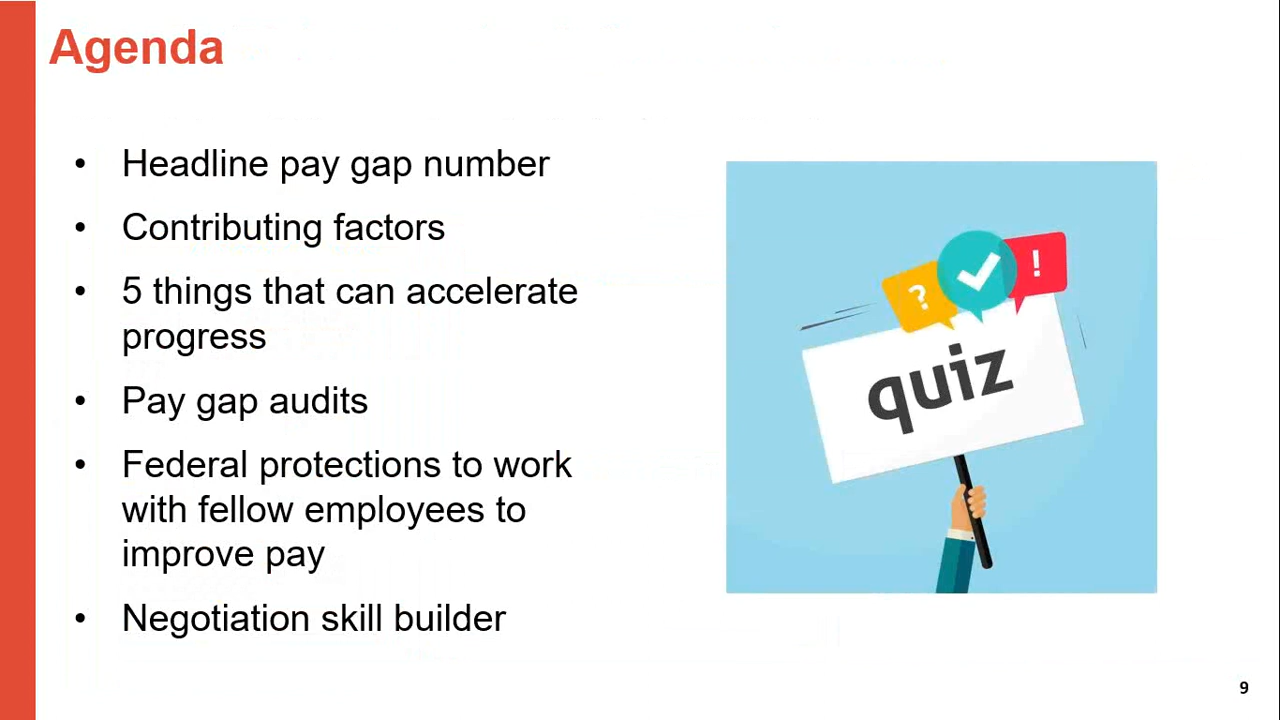 Agenda
• Headline pay gap number
• Contributing factors
• 5 things that can accelerate
progress
• Pay gap audits
• Federal protections to work
with fellow employees to
improve pay
• Negotiation skill builder
? ✓ !
quiz
9